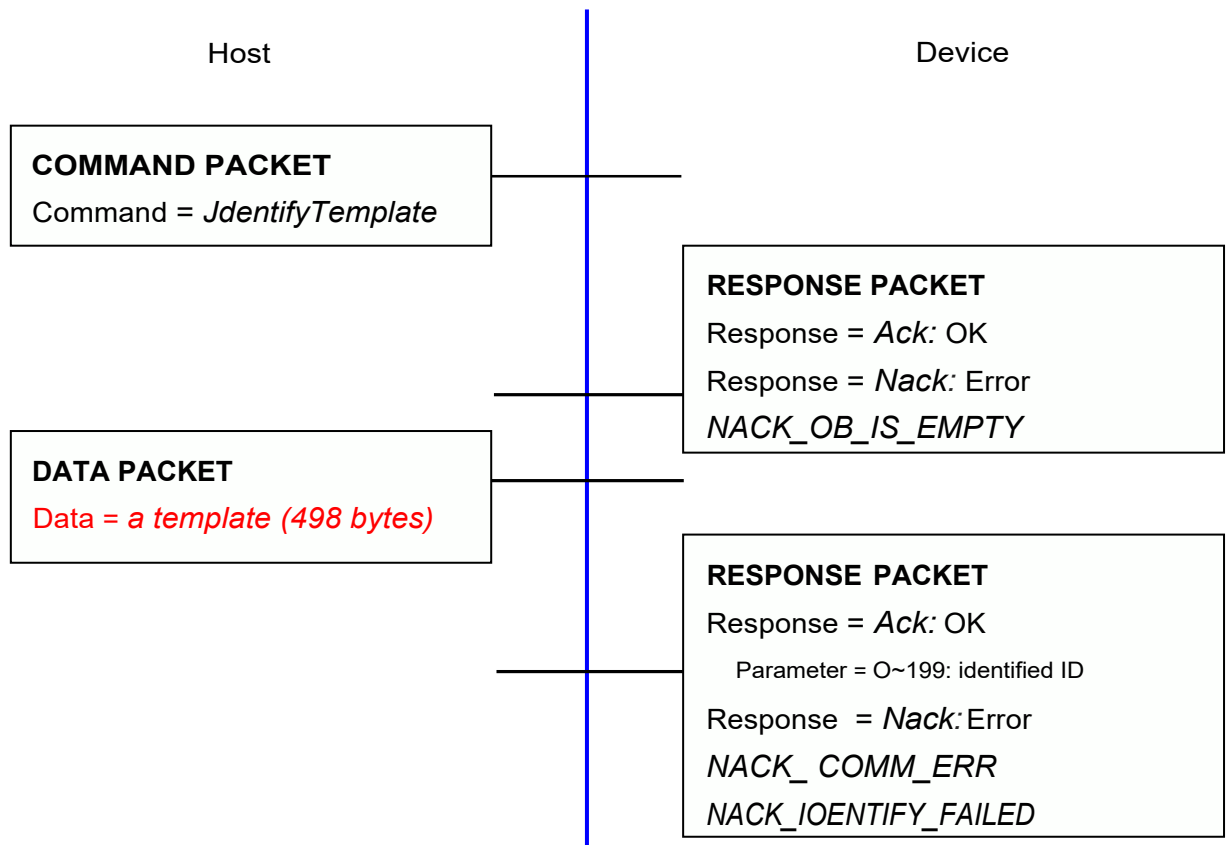 Host
Device
COMMAND PACKET
Command = JdentifyTemplate
RESPONSE PACKET
Response = Ack: OK
Response = Nack: Error
NACK_OB_IS_EMPTY
DATA PACKET
Data = a template (498 bytes)
RESPONSE PACKET
Response = Ack: OK
Parameter = O~199: identified ID
Response = Nack: Error
NACK_ COMM_ERR
NACK_IOENTIFY_FAILED